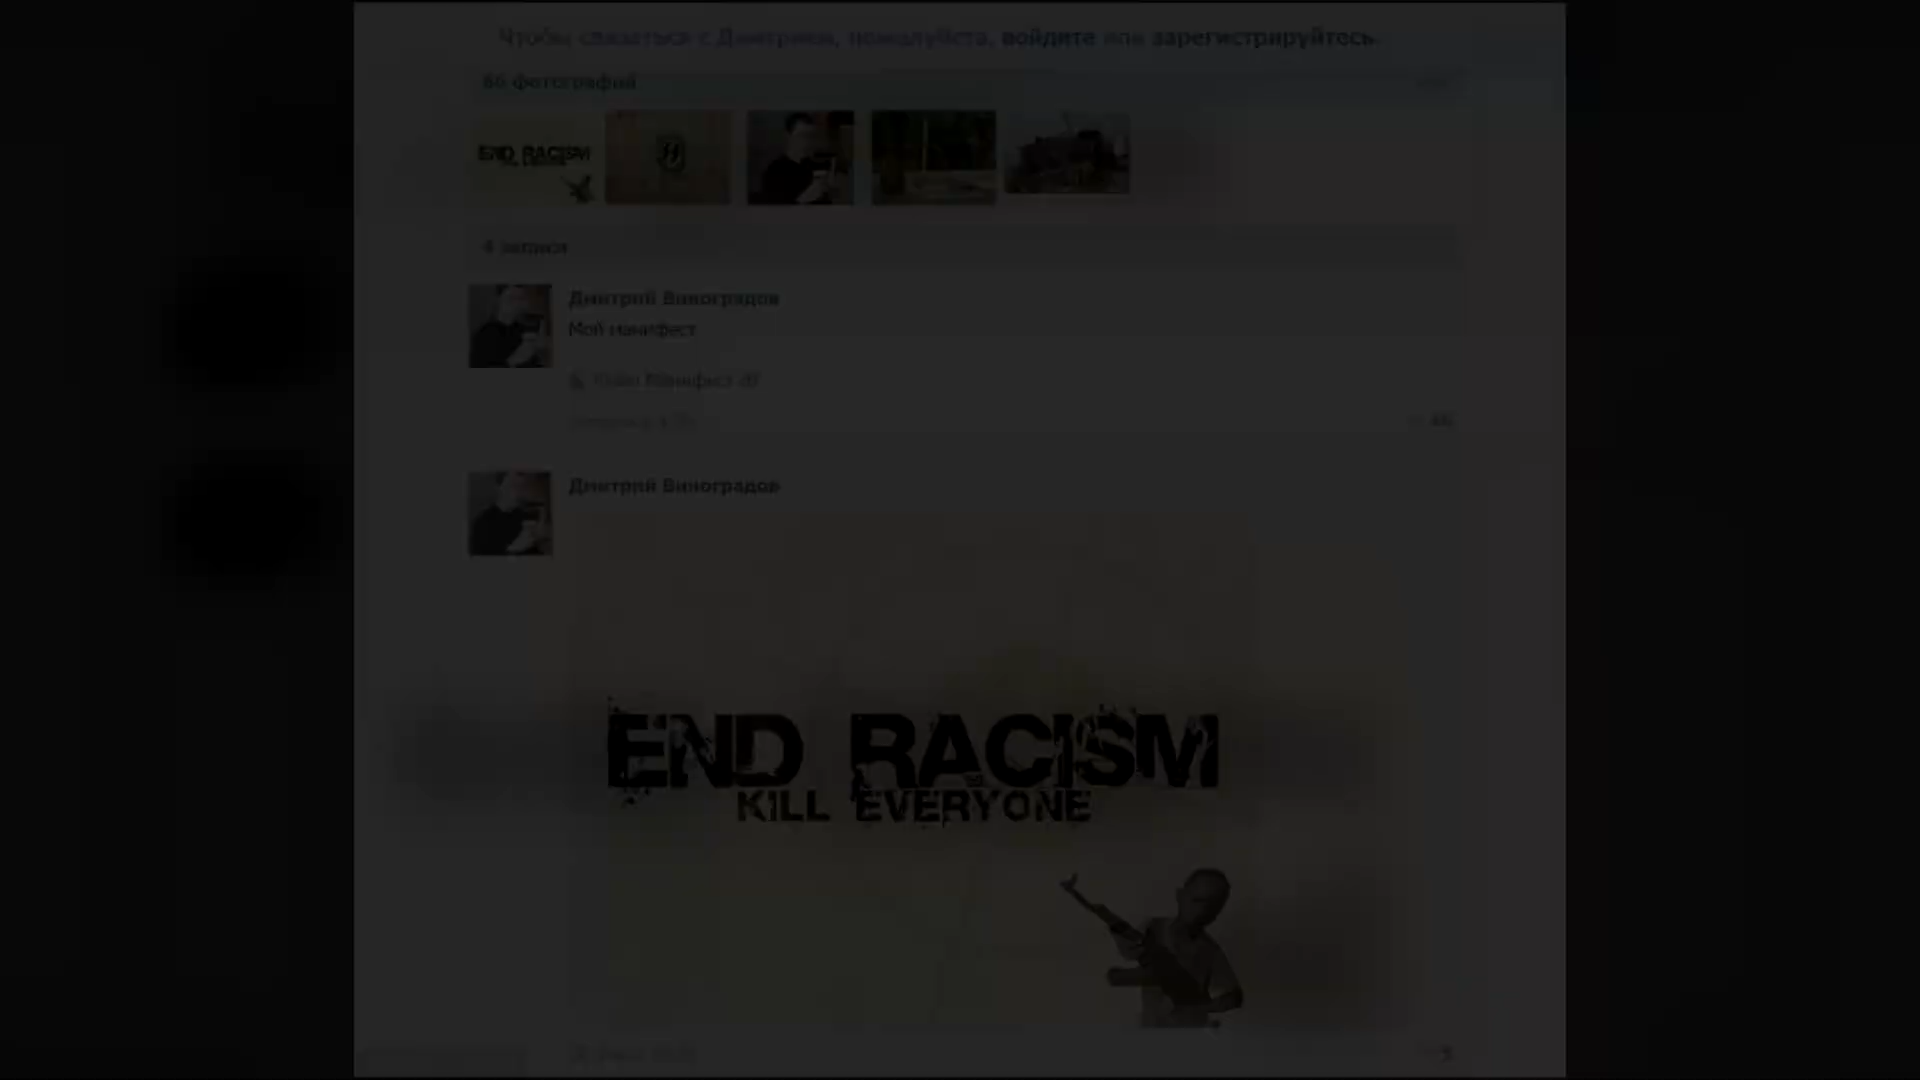 Чтобы связаться с Дмитрием, пожалуйста, войдите или зарегистрируйтесь.
66 фотографий
END RACISM
4 записи
Дмитрий Виноградов
Мой манифест
Дмитрий Виноградов
END RACISM
KILL EVERYONE